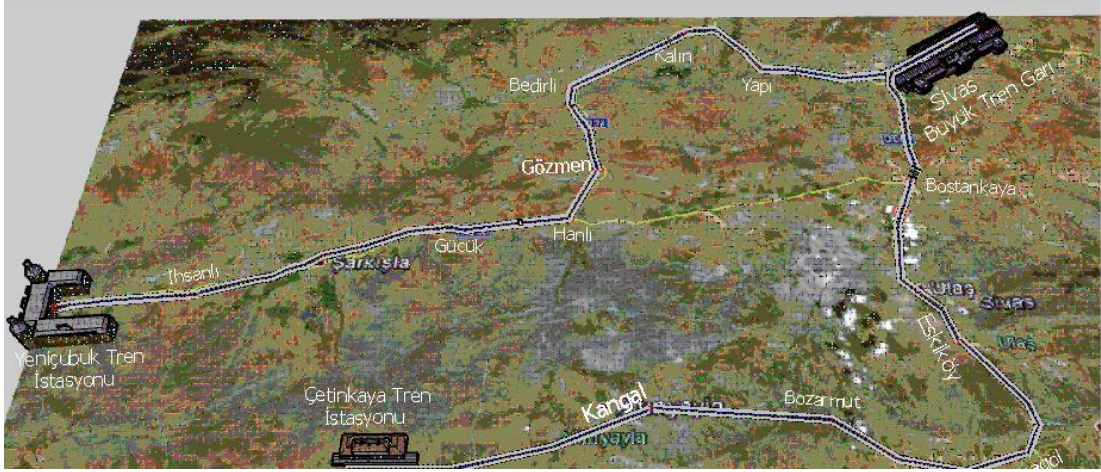 Kalın
Bedirli
Yapı
Sivas
Büyük Tren Garı
Gözmen
Bostankaya
Hanlı
Gücük
İhsanlı
Şarkışla
Ulaş
Sivas
Ulaş
Eskiköy
Yeniçubuk Tren
İstasyonu
Çetinkaya Tren
İstasyonu
Kangal
Bozarmut